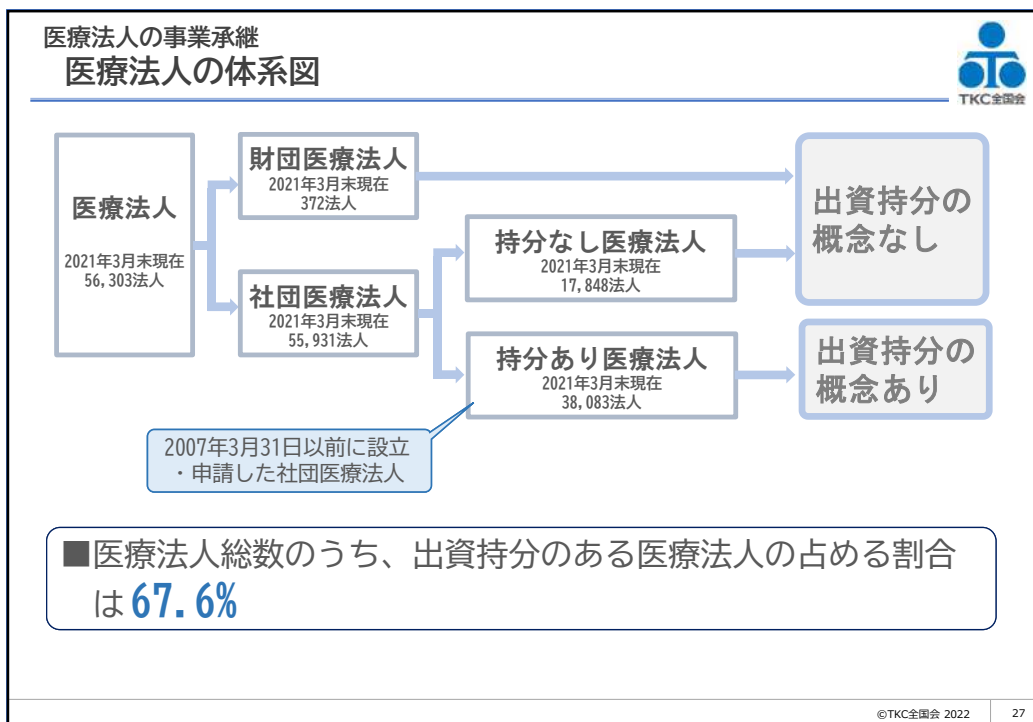 医療法人の事業承継
医療法人の体系図
TKC全国会
医療法人
2021年3月末現在
56,303法人
財団医療法人
2021年3月末現在
372法人
社団医療法人
2021年3月末現在
55,931法人
持分なし医療法人
2021年3月末現在
17,848法人
持分あり医療法人
2021年3月末現在
38,083法人
出資持分の
概念なし
出資持分の
概念あり
2007年3月31日以前に設立
・申請した社団医療法人
■医療法人総数のうち、出資持分のある医療法人の占める割合
は67.6%
©TKC全国会 2022
27